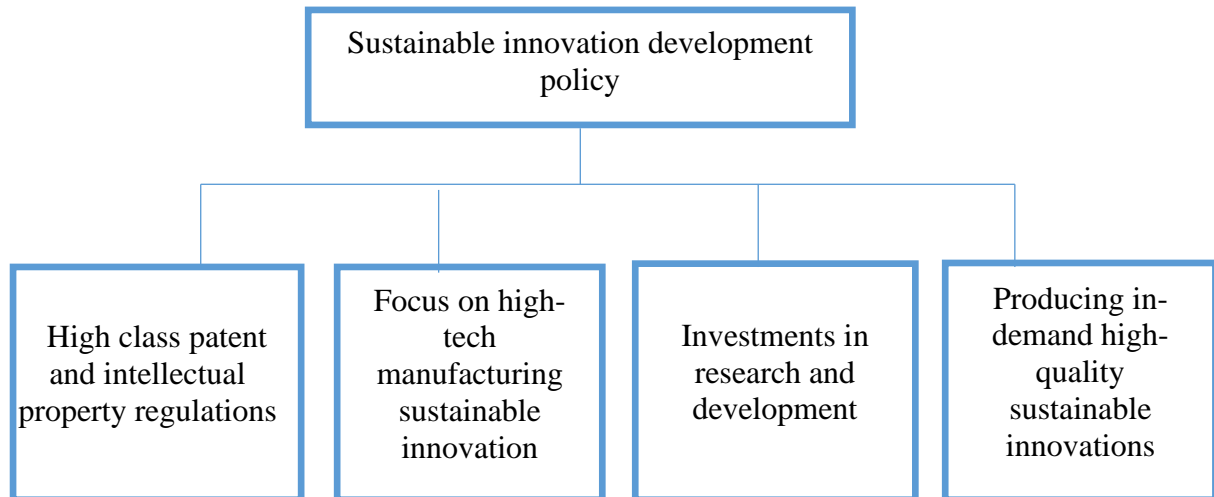 Sustainable innovation development
policy
High class patent
and intellectual
property regulations
Focus on high-
tech
manufacturing
sustainable
innovation
Investments in
research and
development
Producing in-
demand high-
quality
sustainable
innovations